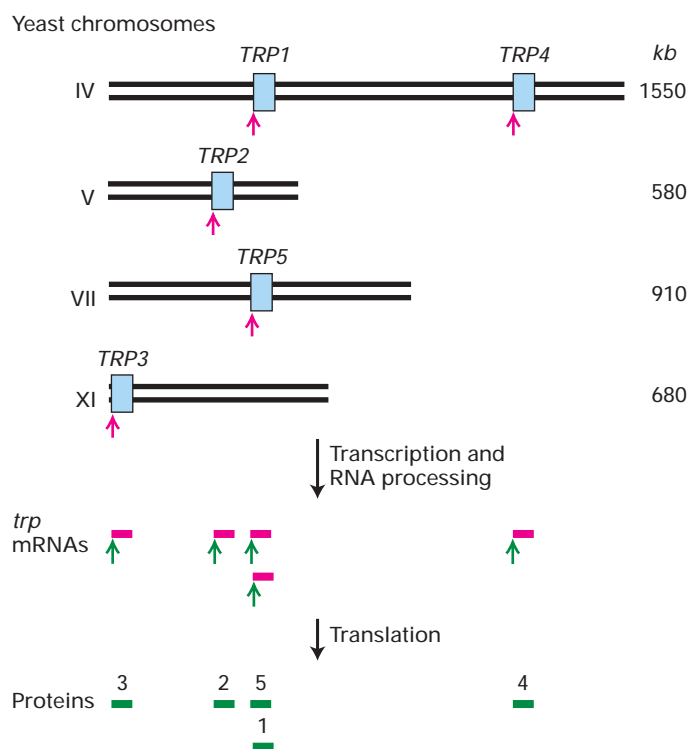 Yeast chromosomes
TRP1 TRP4 kb
IV 1550
TRP2
V 580
TRP5
VII 910
TRP3
XI 680
Transcription and
RNA processing
trp
mRNAs
Translation
3 2 5 4
Proteins
1